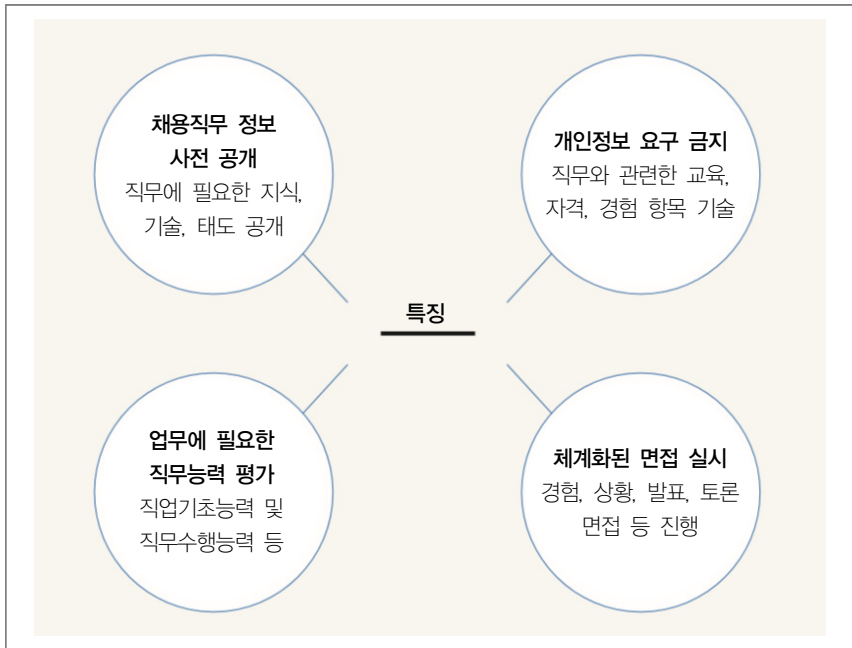 채용직무 정보
사전 공개
직무에 필요한 지식,
기술, 태도 공개
개인정보 요구 금지
직무와 관련한 교육,
자격, 경험 항목 기술
특징
업무에 필요한
직무능력 평가
직업기초능력 및
직무수행능력 등
체계화된 면접 실시
경험, 상황, 발표, 토론
면접 등 진행